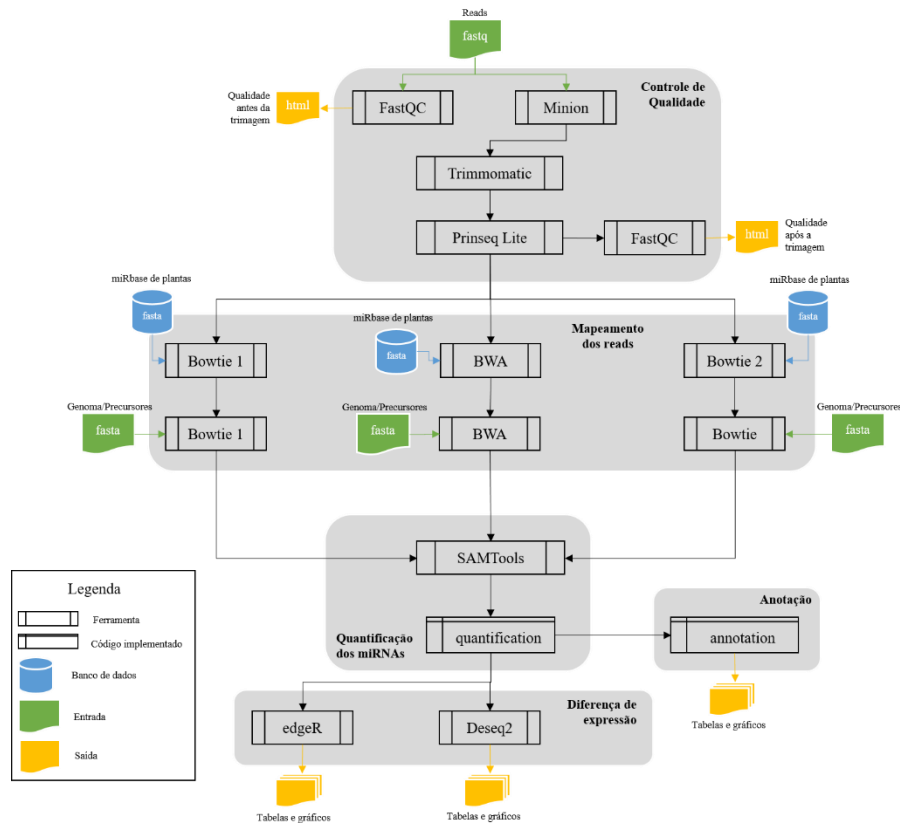 Reads
fastq
Controle de
Qualidade
Qualidade
antes da
trimagem
html
FastQC
Minion
Trimmomatic
Prinseq Lite
FastQC
html
Qualidade
após a
trimagem
miRbase de plantas
fasta
miRbase de plantas
fasta
miRbase de plantas
fasta
Mapeamento
dos reads
Bowtie 1
BWA
Bowtie 2
Genoma/Precursores
fasta
Bowtie 1
Genoma/Precursores
fasta
BWA
Bowtie
Genoma/Precursores
fasta
SAMTools
Quantificação
dos miRNAs
quantification
Anotação
annotation
Tabelas e gráficos
Diferença de
expressão
edgeR
Deseq2
Tabelas e gráficos
Tabelas e gráficos
Legenda
Ferramenta
Código implementado
Banco de dados
Entrada
Saída